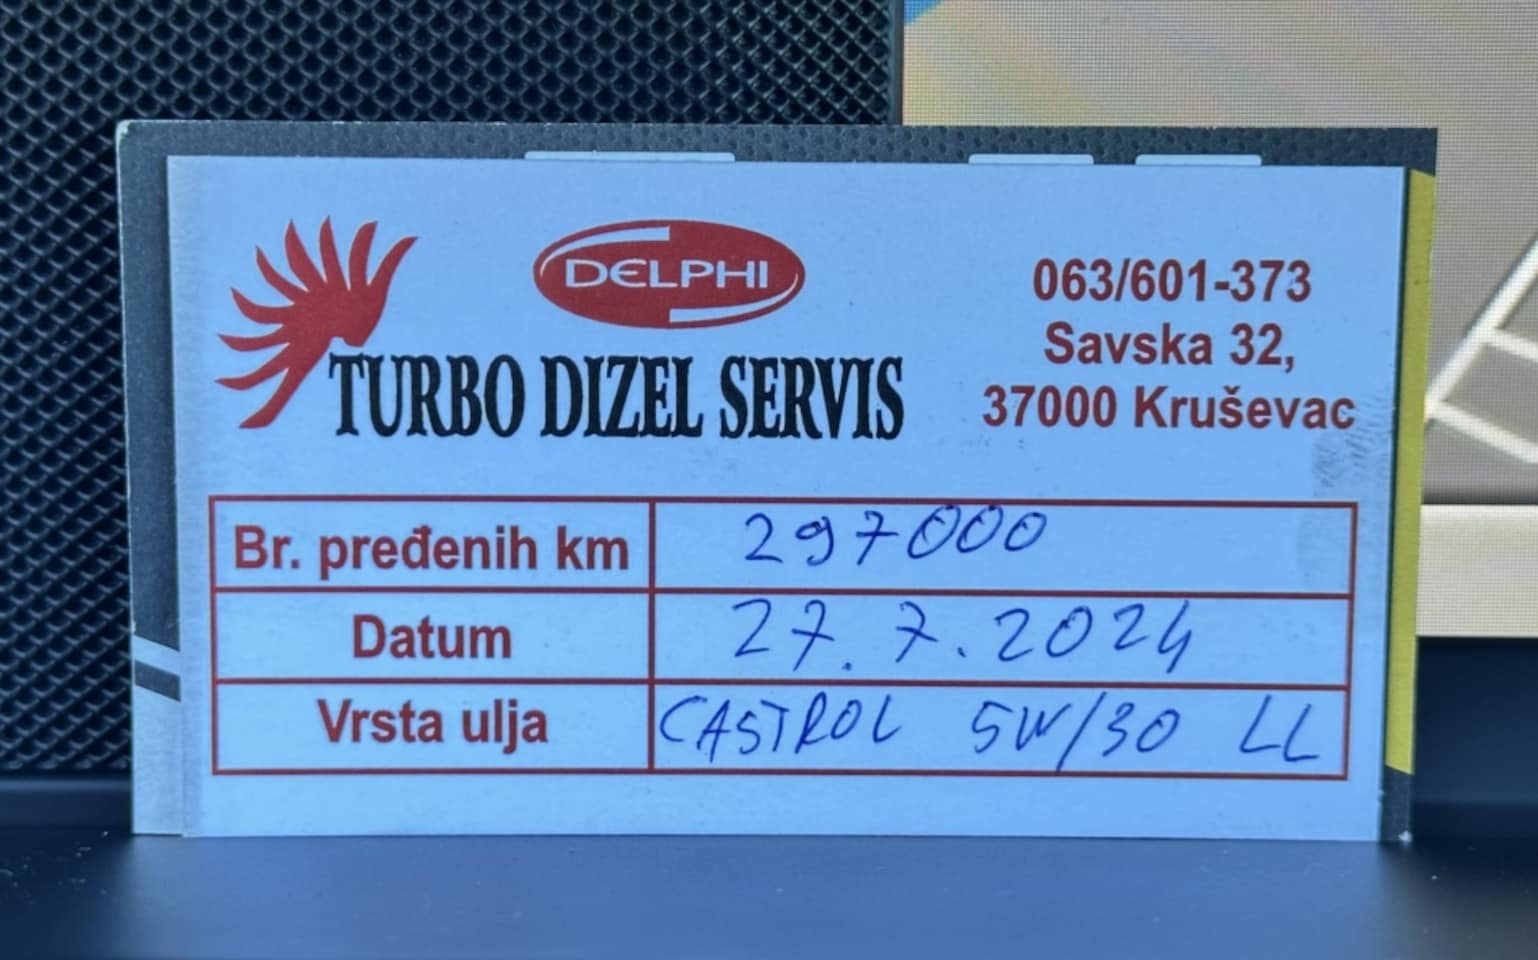 DELPHI
TURBO DIZEL SERVIS
063/601-373
Savska 32,
37000 Kruševac
Br. pređenih km 297000
Datum 27.7.2024
Vrsta ulja CASTROL 5W/30 LL